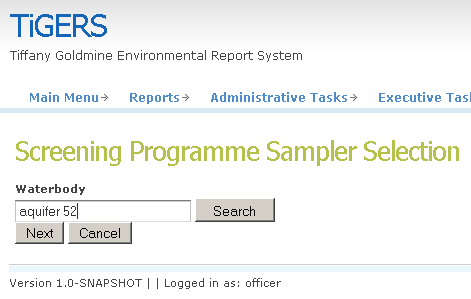 TiGERS
Tiffany Goldmine Environmental Report System
Main Menu→ Reports→ Administrative Tasks→ Executive Tas
Screening Programme Sampler Selection
Waterbody
aquifer 52 Search
Next Cancel
Version 1.0-SNAPSHOT | | Logged in as: officer